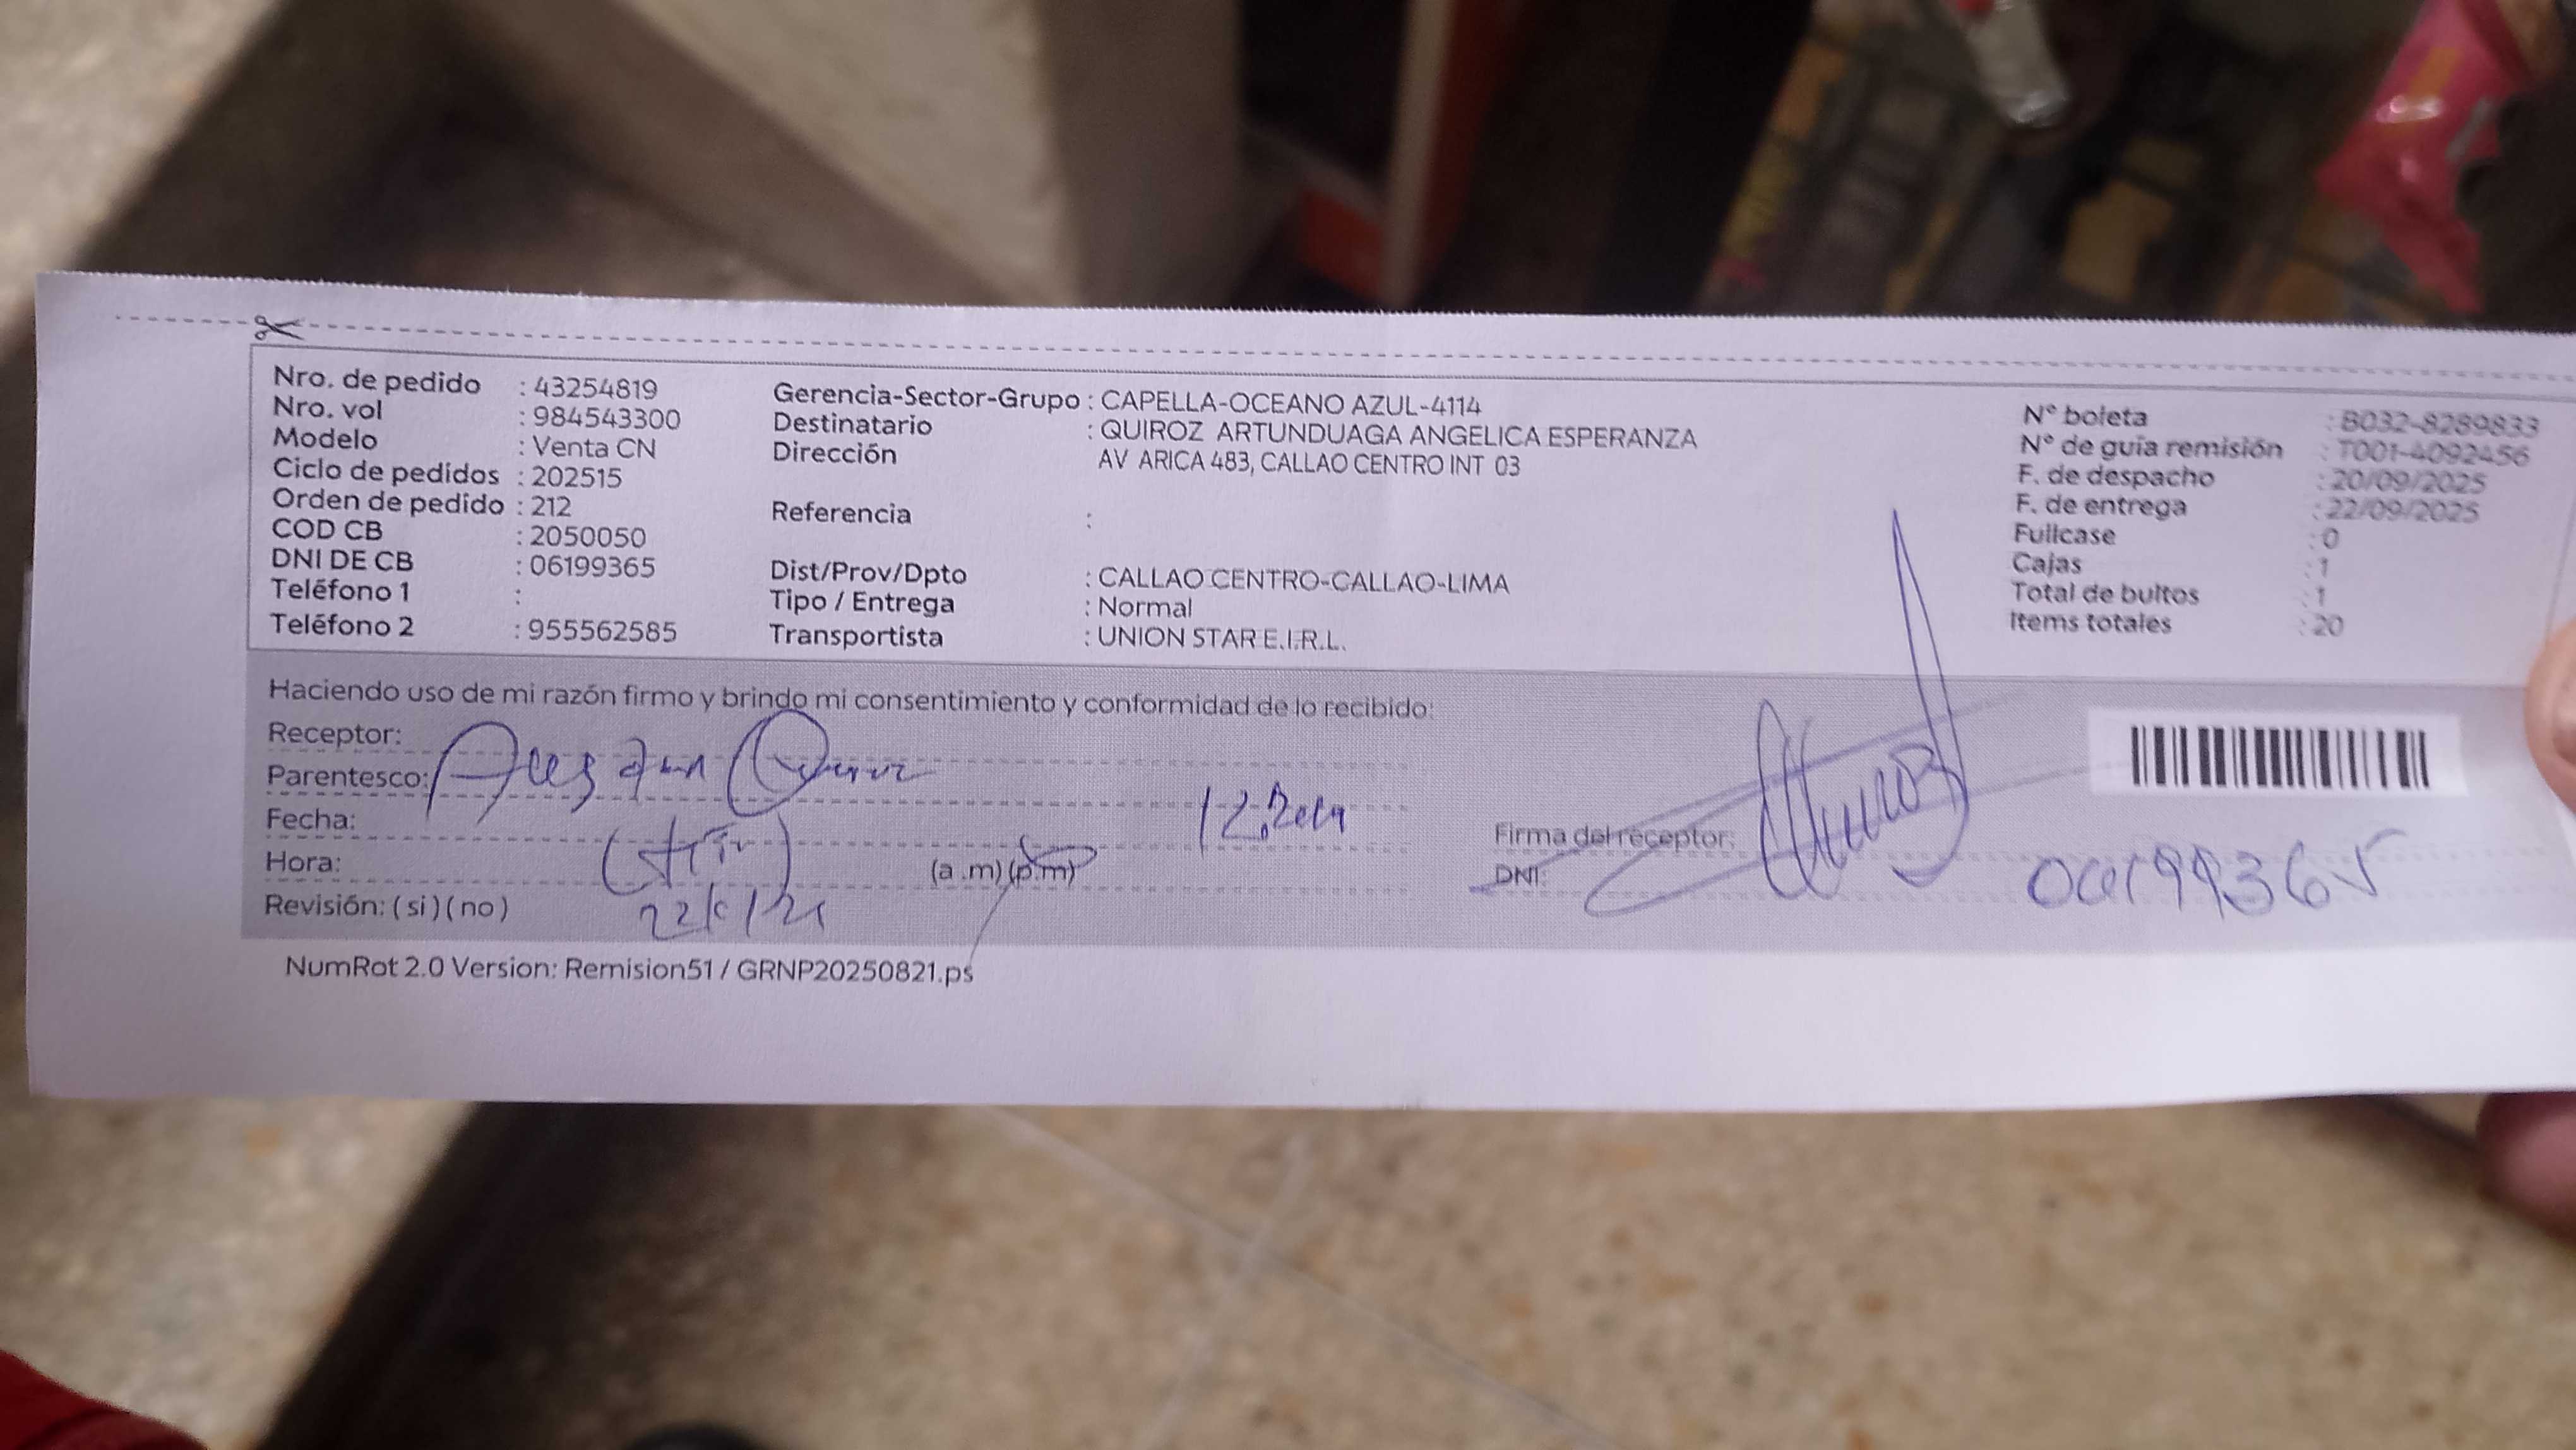 Nro. de pedido : 43254819
Nro. vol : 984543300
Modelo : Venta CN
Ciclo de pedidos : 202515
Orden de pedido : 212
COD CB : 2050050
DNI DE CB : 06199365
Teléfono 1 :
Teléfono 2 : 955562585
Gerencia-Sector-Grupo : CAPELLA-OCEANO AZUL-4114
Destinatario : QUIROZ ARTUNDUAGA ANGELICA ESPERANZA
Dirección AV ARICA 483, CALLAO CENTRO INT 03
Referencia :
Dist/Prov/Dpto : CALLAO CENTRO-CALLAO-LIMA
Tipo / Entrega : Normal
Transportista : UNION STAR E.I.R.L.
N° boleta : B032-8289833
N° de guía remisión : T001-4092456
F. de despacho : 20/09/2025
F. de entrega : 22/09/2025
Fullcase : 0
Cajas : 1
Total de bultos : 1
Items totales : 20
Haciendo uso de mi razón firmo y brindo mi consentimiento y conformidad de lo recibido:
Receptor:
Parentesco:
Fecha:
Hora: (a .m) (p.m)
Revisión: ( si ) ( no )
Firma del receptor:
DNI:
NumRot 2.0 Version: Remision51 / GRNP20250821.ps